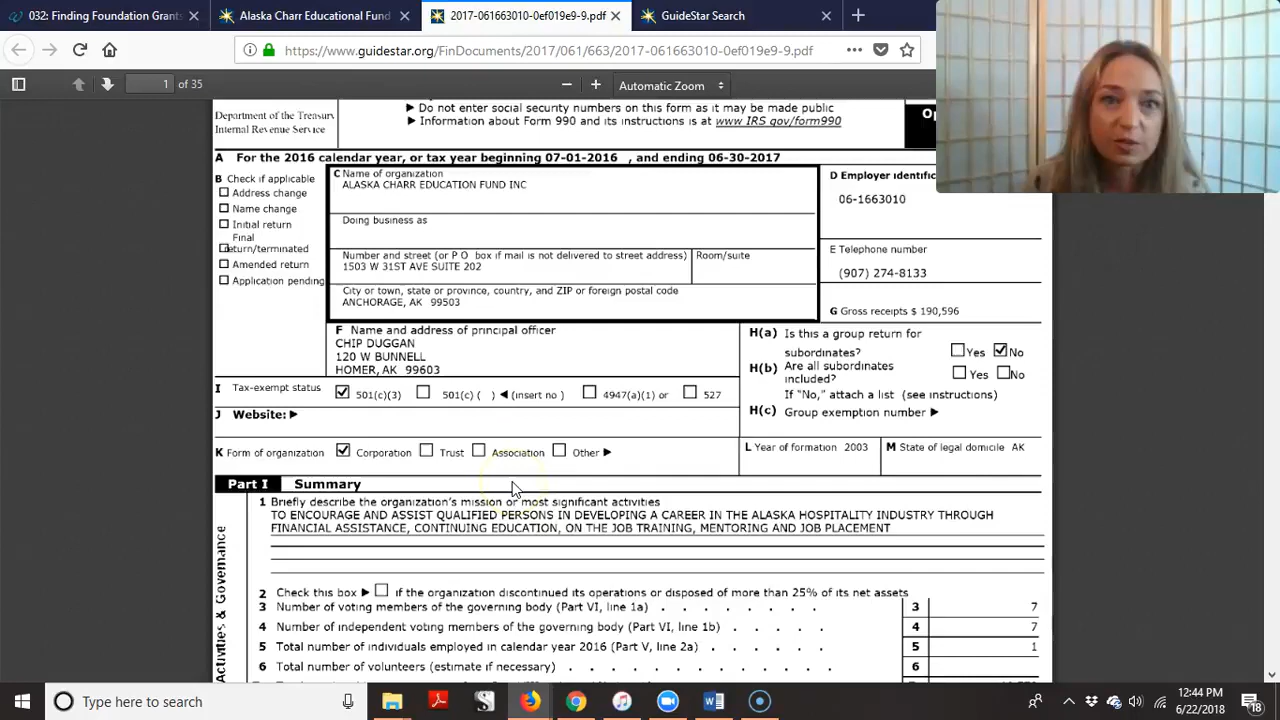 032: Finding Foundation Grants
Alaska Charr Educational Fund
2017-061663010-0ef019e9-9.pdf
GuideStar Search
https://www.guidestar.org/FinDocuments/2017/061/663/2017-061663010-0ef019e9-9.pdf
1 of 35
Automatic Zoom
Department of the Treasury
Internal Revenue Service
▶ Do not enter social security numbers on this form as it may be made public
▶ Information about Form 990 and its instructions is at www IRS gov/form990
A For the 2016 calendar year, or tax year beginning 07-01-2016 , and ending 06-30-2017
B Check if applicable
Address change
Name change
Initial return
Final
return/terminated
Amended return
Application pending
C Name of organization
ALASKA CHARR EDUCATION FUND INC
Doing business as
Number and street (or P O box if mail is not delivered to street address)
Room/suite
1503 W 31ST AVE SUITE 202
City or town, state or province, country, and ZIP or foreign postal code
ANCHORAGE, AK 99503
D Employer identific
06-1663010
E Telephone number
(907) 274-8133
G Gross receipts $ 190,596
F Name and address of principal officer
CHIP DUGGAN
120 W BUNNELL
HOMER, AK 99603
H(a) Is this a group return for
subordinates?
Yes No
H(b) Are all subordinates
included?
Yes No
If "No," attach a list (see instructions)
H(c) Group exemption number ▶
I Tax-exempt status
501(c)(3) 501(c) ( ) ◀ (insert no ) 4947(a)(1) or 527
J Website: ▶
K Form of organization Corporation Trust Association Other ▶
L Year of formation 2003
M State of legal domicile AK
Part I Summary
Activities & Governance
1 Briefly describe the organization's mission or most significant activities
TO ENCOURAGE AND ASSIST QUALIFIED PERSONS IN DEVELOPING A CAREER IN THE ALASKA HOSPITALITY INDUSTRY THROUGH
FINANCIAL ASSISTANCE, CONTINUING EDUCATION, ON THE JOB TRAINING, MENTORING AND JOB PLACEMENT
2 Check this box ▶ if the organization discontinued its operations or disposed of more than 25% of its net assets
3 Number of voting members of the governing body (Part VI, line 1a) . . . . . . . 3 7
4 Number of independent voting members of the governing body (Part VI, line 1b) . . . . . 4 7
5 Total number of individuals employed in calendar year 2016 (Part V, line 2a) . . . . . . 5 1
6 Total number of volunteers (estimate if necessary) . . . . . . . . . . . . 6
Type here to search
12:44 PM
6/22/2018
18